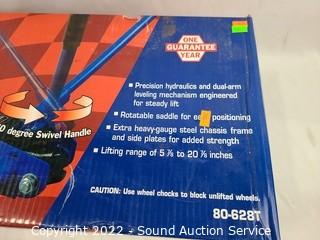 ONE
GUARANTEE
YEAR
▪ Precision hydraulics and dual-arm
leveling mechanism engineered
for steady lift
▪ Rotatable saddle for positioning
▪ Extra heavy-gauge steel chassis frame
and side plates for added strength
▪ Lifting range of 5 ⅞ to 20 ⅞ inches
0 degree Swivel Handle
CAUTION: Use wheel chocks to block unlifted wheels.
80-628T
Copyright 2022 - Sound Auction Service